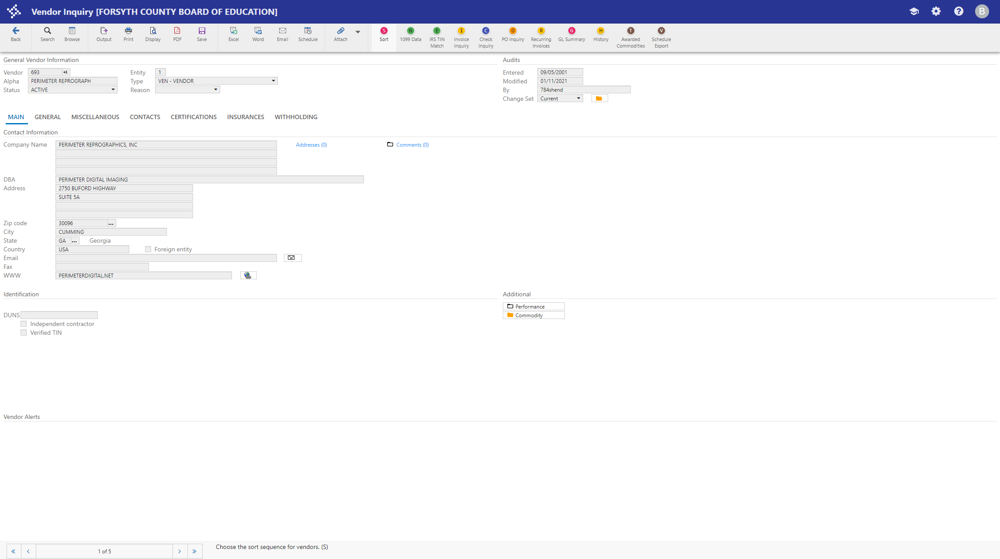 Vendor Inquiry [FORSYTH COUNTY BOARD OF EDUCATION]
B
Back
Search
Browse
Output
Print
Display
PDF
Save
Excel
Word
Email
Schedule
Attach
S
Sort
N
1099 Data
E
IRS TIN
Match
I
Invoice
Inquiry
C
Check
Inquiry
O
PO Inquiry
R
Recurring
Invoices
G
GL Summary
H
History
T
Awarded
Commodities
V
Schedule
Export
General Vendor Information
Vendor 693 +1 Entity 1
Alpha PERIMETER REPROGRAPH Type VEN - VENDOR
Status ACTIVE Reason
Audits
Entered 09/05/2001
Modified 01/11/2021
By 784shend
Change Set Current
MAIN GENERAL MISCELLANEOUS CONTACTS CERTIFICATIONS INSURANCES WITHHOLDING
Contact Information
Company Name PERIMETER REPROGRAPHICS, INC Addresses (0) Comments (0)
DBA PERIMETER DIGITAL IMAGING
Address 2750 BUFORD HIGHWAY
SUITE 5A
Zip code 30096 ...
City CUMMING
State GA ... Georgia
Country USA Foreign entity
Email
Fax
WWW PERIMETERDIGITAL.NET
Identification
DUNS
Independent contractor
Verified TIN
Additional
Performance
Commodity
Vendor Alerts
« ‹ 1 of 5 › » Choose the sort sequence for vendors. (S)